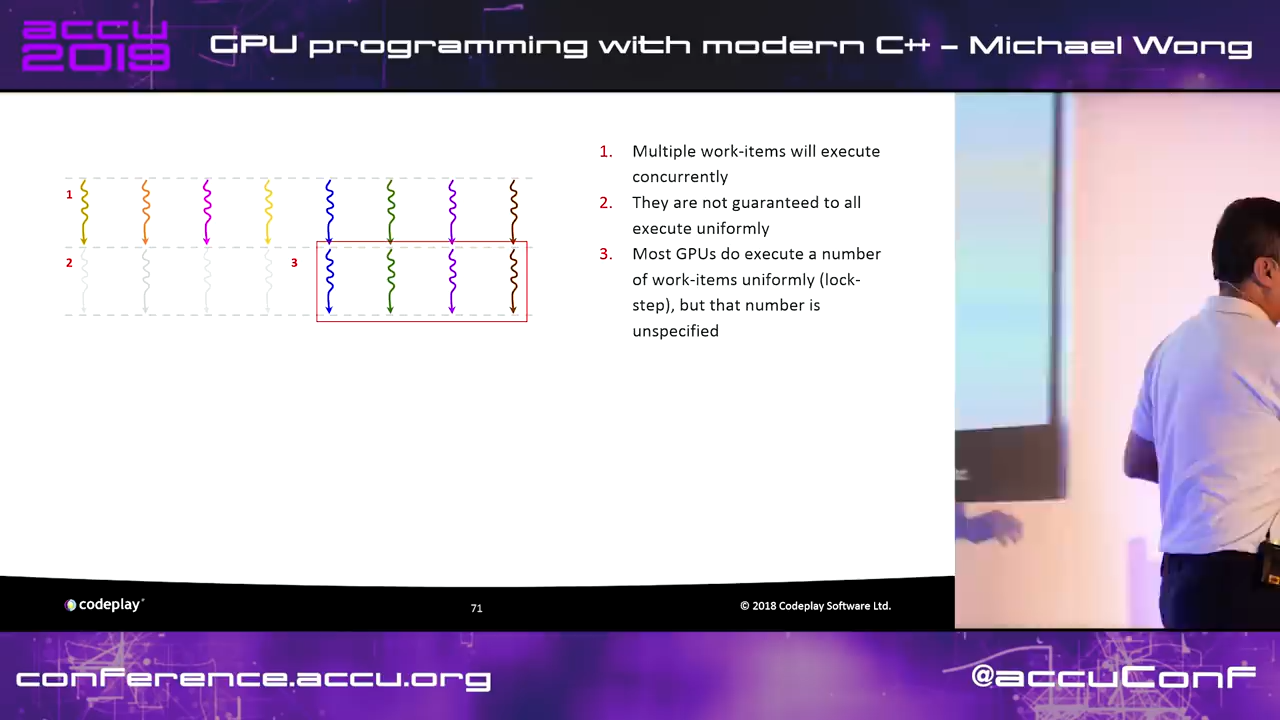 accu
2019
GPU programming with modern C++ – Michael Wong
1
2
3
1. Multiple work-items will execute
concurrently
2. They are not guaranteed to all
execute uniformly
3. Most GPUs do execute a number
of work-items uniformly (lock-
step), but that number is
unspecified
codeplay
71
© 2018 Codeplay Software Ltd.
conference.accu.org
@accuConf